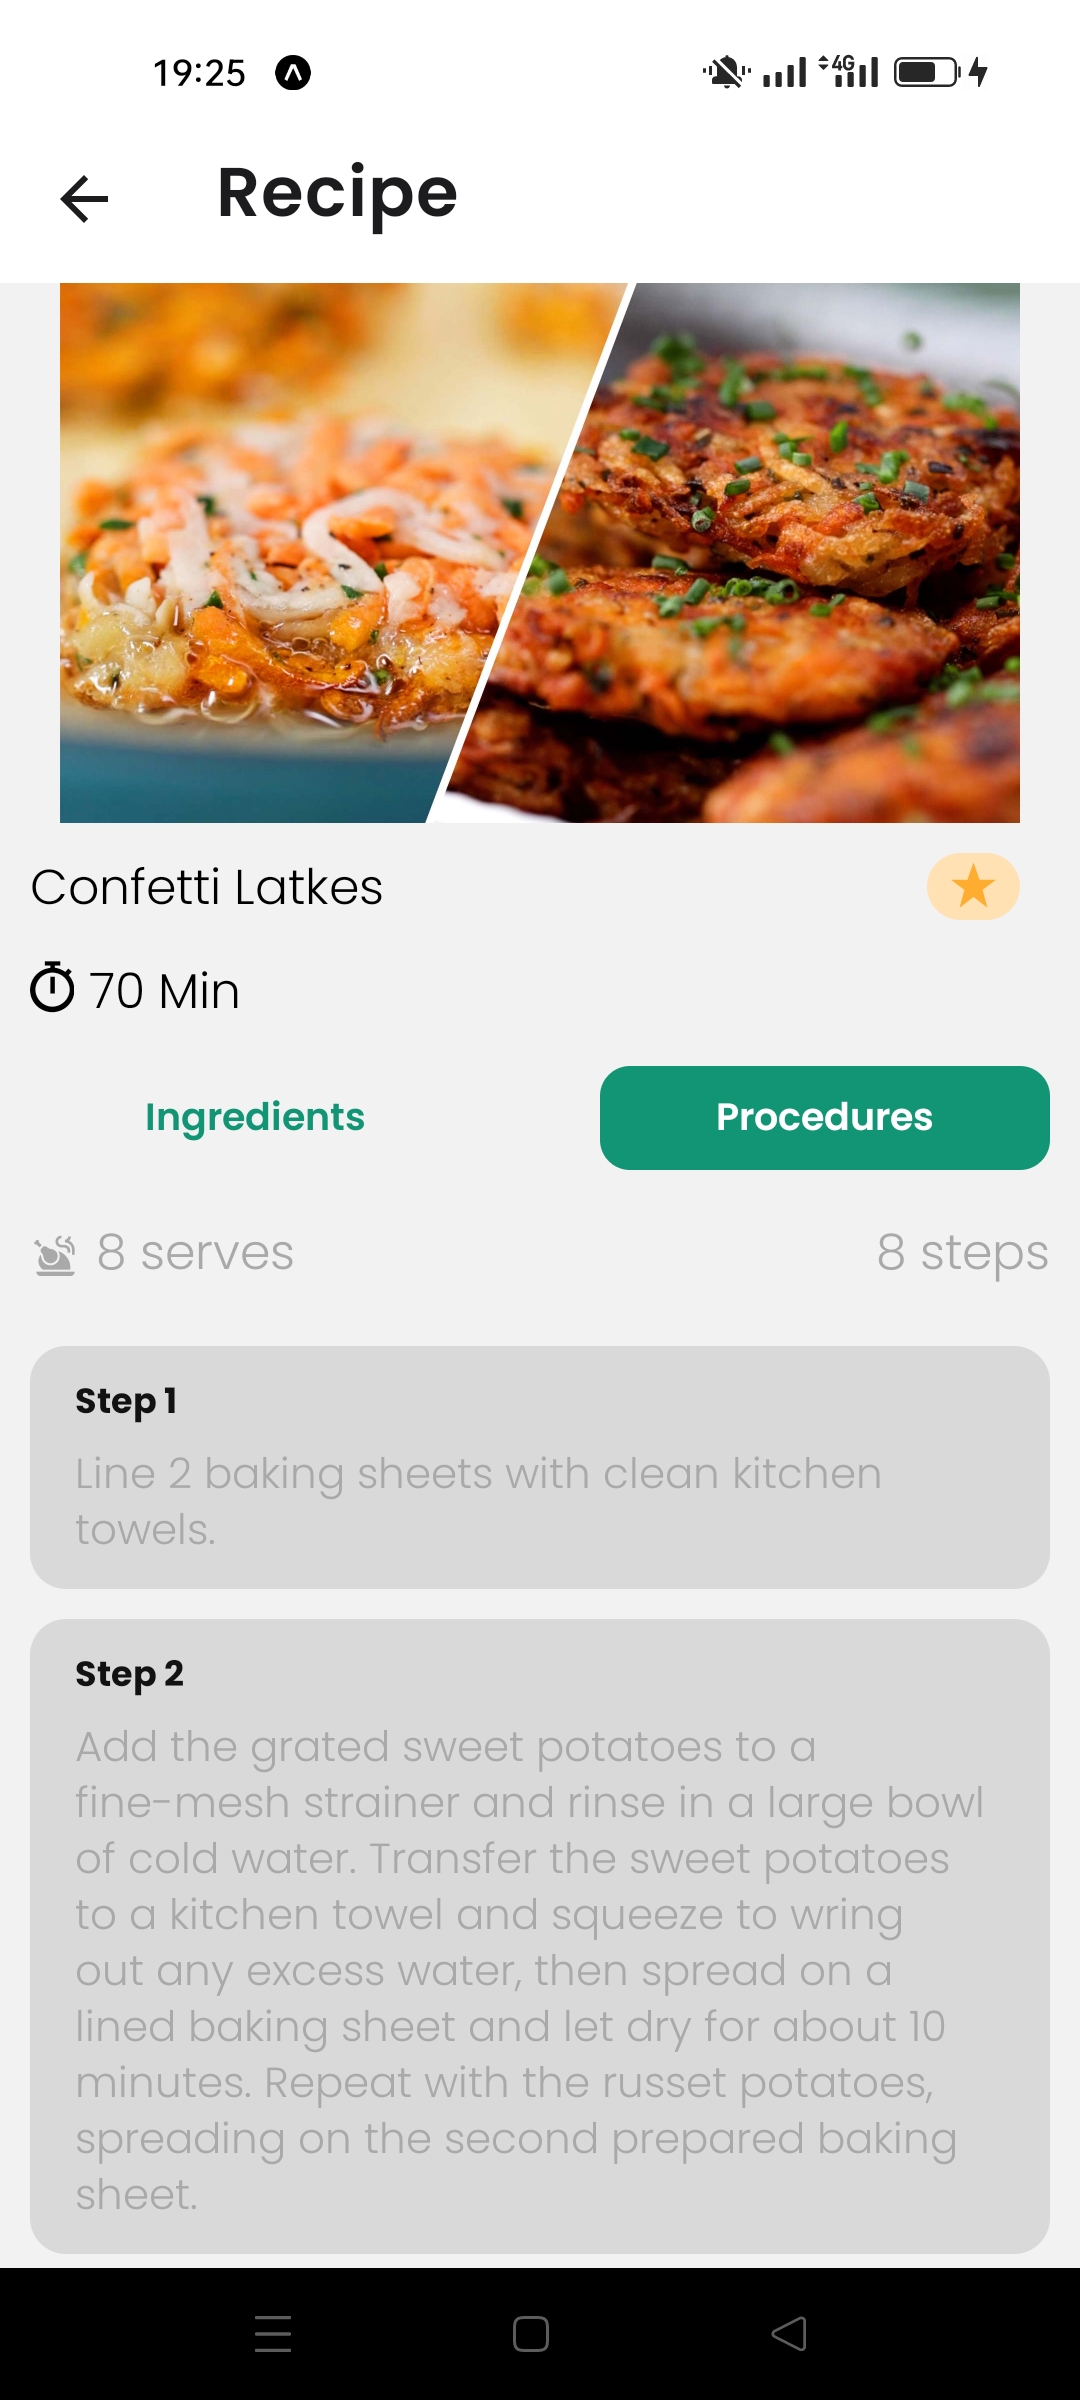 19:25
4G
Recipe
Confetti Latkes
70 Min
Ingredients
Procedures
8 serves
8 steps
Step 1
Line 2 baking sheets with clean kitchen
towels.
Step 2
Add the grated sweet potatoes to a
fine-mesh strainer and rinse in a large bowl
of cold water. Transfer the sweet potatoes
to a kitchen towel and squeeze to wring
out any excess water, then spread on a
lined baking sheet and let dry for about 10
minutes. Repeat with the russet potatoes,
spreading on the second prepared baking
sheet.